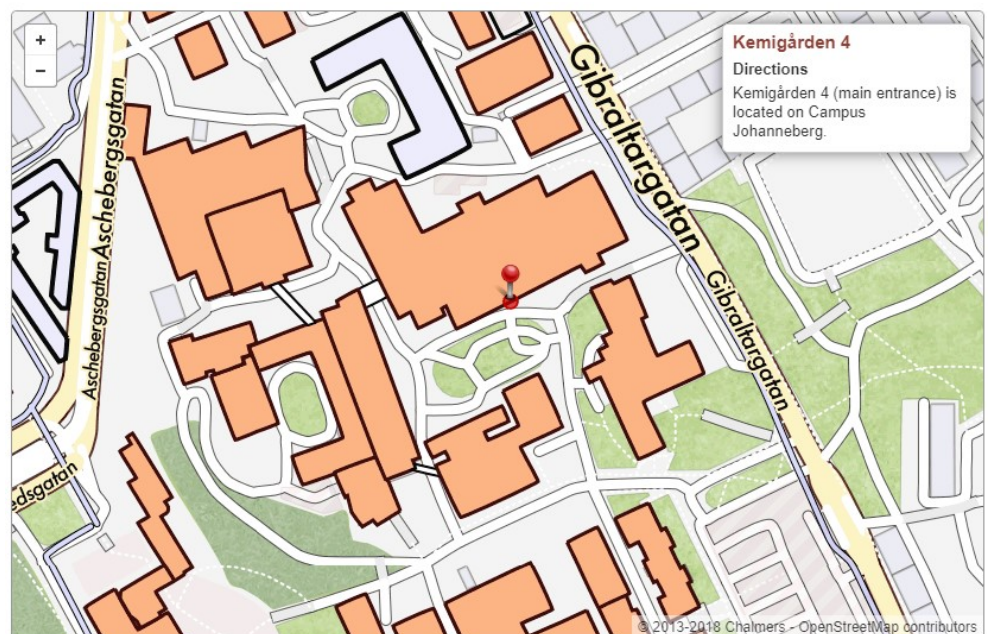 +
-
Kemigården 4
Directions
Kemigården 4 (main entrance) is
located on Campus
Johanneberg.
Gibraltargatan
Aschebergsgatan
Aschebergsgatan
Gibraltargatan
edsgatan
© 2013-2018 Chalmers - OpenStreetMap contributors